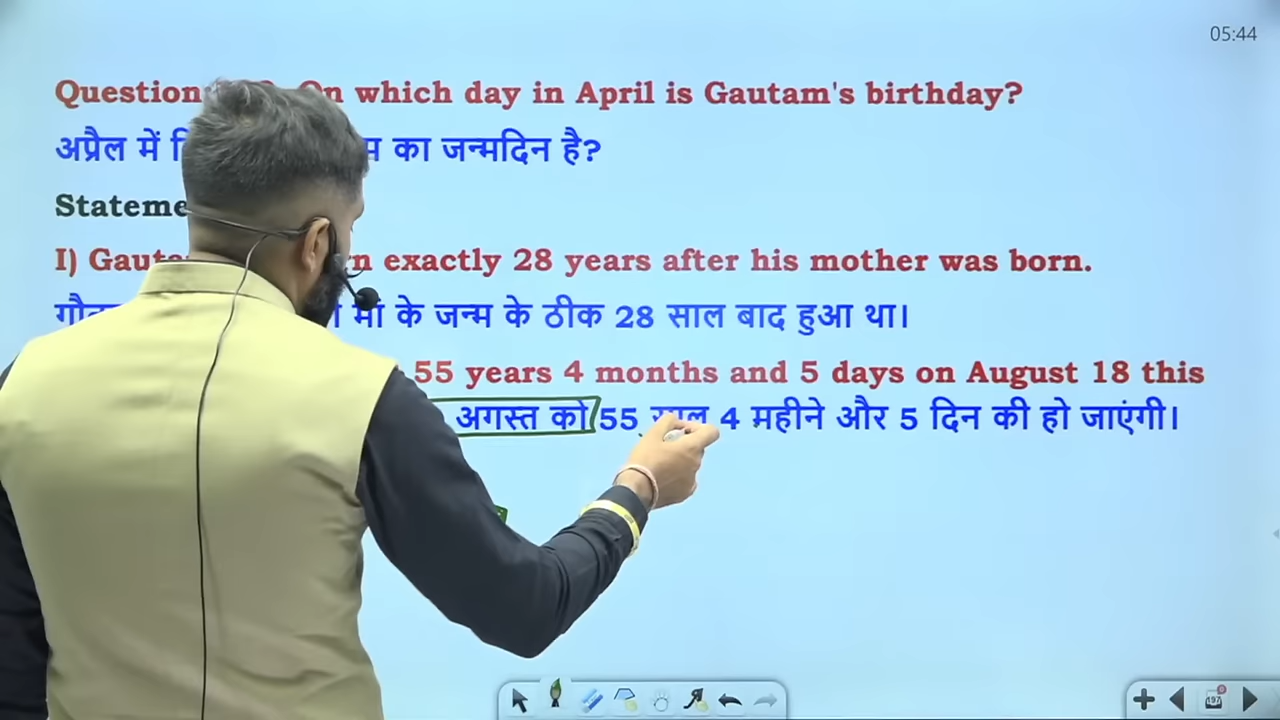 05:44
Question On which day in April is Gautam's birthday?
अप्रैल में का जन्मदिन है?
I) exactly 28 years after his mother was born.
मां के जन्म के ठीक 28 साल बाद हुआ था।
55 years 4 months and 5 days on August 18 this
अगस्त को 55 साल 4 महीने और 5 दिन की हो जाएंगी।